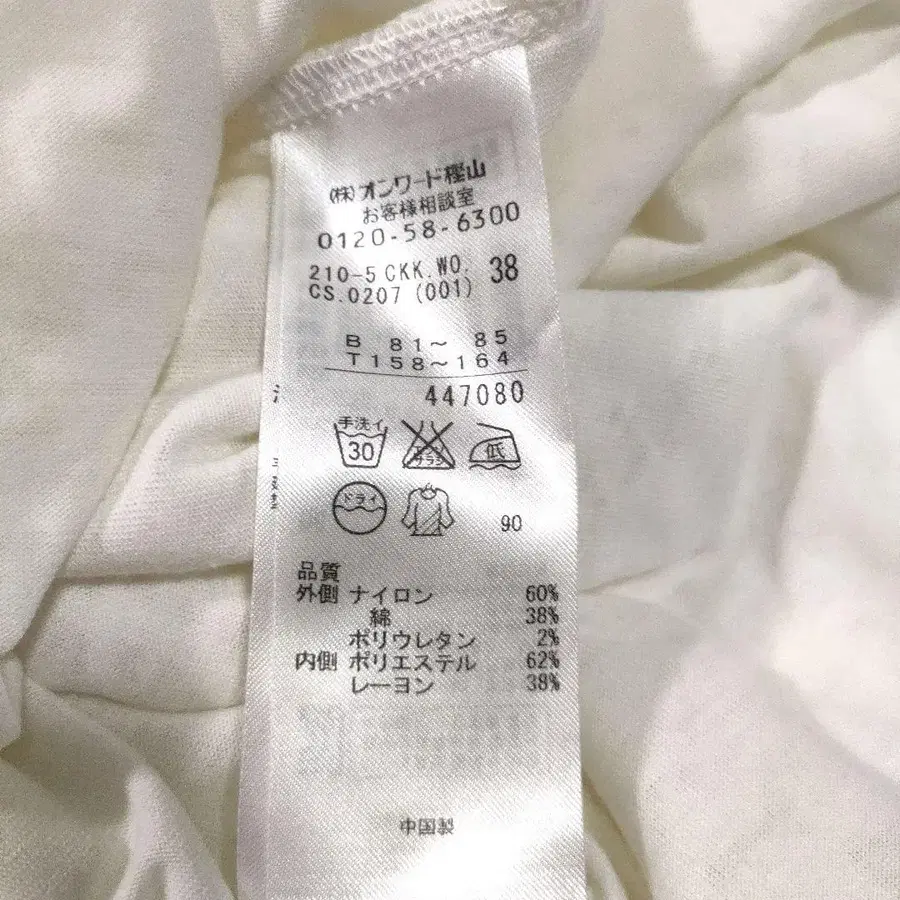 (株)オンワード樫山
お客様相談室
0120-58-6300
210-5 CKK.WO. 38
CS.0207 (001)
B 81〜 85
T158〜164
447080
手洗イ
30
低
ドライ
90
品質
外側 ナイロン 60%
綿 38%
ポリウレタン 2%
内側 ポリエステル 62%
レーヨン 38%
中国製